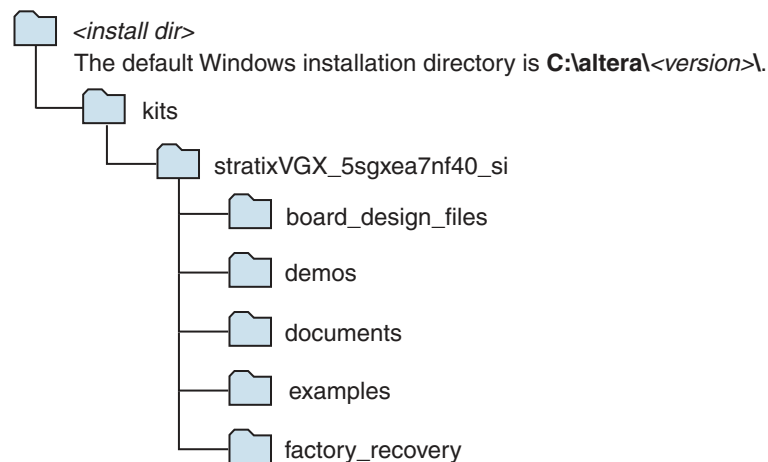 <install dir>
The default Windows installation directory is C:\altera\<version>\.
kits
stratixVGX_5sgxea7nf40_si
board_design_files
demos
documents
examples
factory_recovery